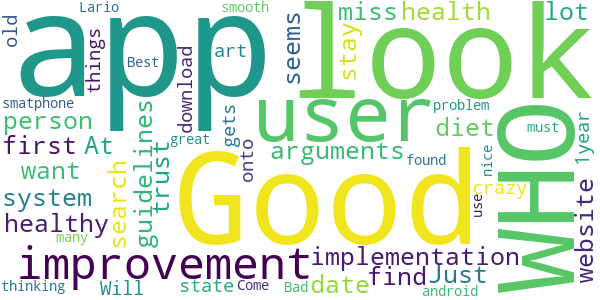 Lario
smooth
old
things
Best
art
download
app
seems
look
miss
health
stay
lot
smatphone
person
first
At
want
system
healthy
search
guidelines
trust
great
gets
onto
user
arguments
found
problem
diet
nice
crazy
use
must
1year
WHO
website
Good
improvement
implementation
find
Just
date
android
Bad
Come
state
Will
many
thinking